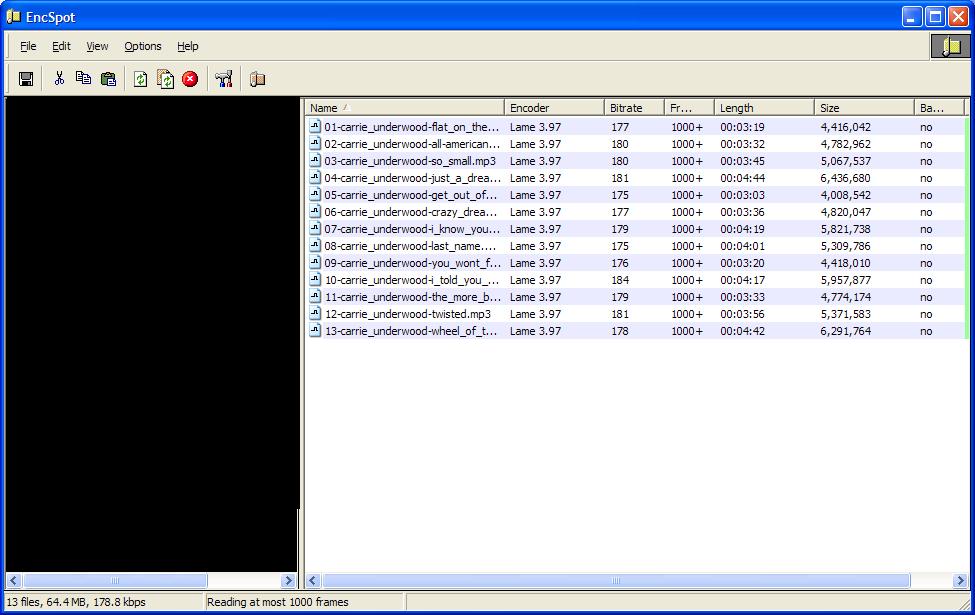 EncSpot
File Edit View Options Help
Name Encoder Bitrate Fr... Length Size Ba...
01-carrie_underwood-flat_on_the... Lame 3.97 177 1000+ 00:03:19 4,416,042 no
02-carrie_underwood-all-american... Lame 3.97 180 1000+ 00:03:32 4,782,962 no
03-carrie_underwood-so_small.mp3 Lame 3.97 180 1000+ 00:03:45 5,067,537 no
04-carrie_underwood-just_a_drea... Lame 3.97 181 1000+ 00:04:44 6,436,680 no
05-carrie_underwood-get_out_of... Lame 3.97 175 1000+ 00:03:03 4,008,542 no
06-carrie_underwood-crazy_drea... Lame 3.97 177 1000+ 00:03:36 4,820,047 no
07-carrie_underwood-i_know_you... Lame 3.97 179 1000+ 00:04:19 5,821,738 no
08-carrie_underwood-last_name.... Lame 3.97 175 1000+ 00:04:01 5,309,786 no
09-carrie_underwood-you_wont_f... Lame 3.97 176 1000+ 00:03:20 4,418,010 no
10-carrie_underwood-i_told_you_... Lame 3.97 184 1000+ 00:04:17 5,957,877 no
11-carrie_underwood-the_more_b... Lame 3.97 179 1000+ 00:03:33 4,774,174 no
12-carrie_underwood-twisted.mp3 Lame 3.97 181 1000+ 00:03:56 5,371,583 no
13-carrie_underwood-wheel_of_t... Lame 3.97 178 1000+ 00:04:42 6,291,764 no
13 files, 64.4 MB, 178.8 kbps Reading at most 1000 frames